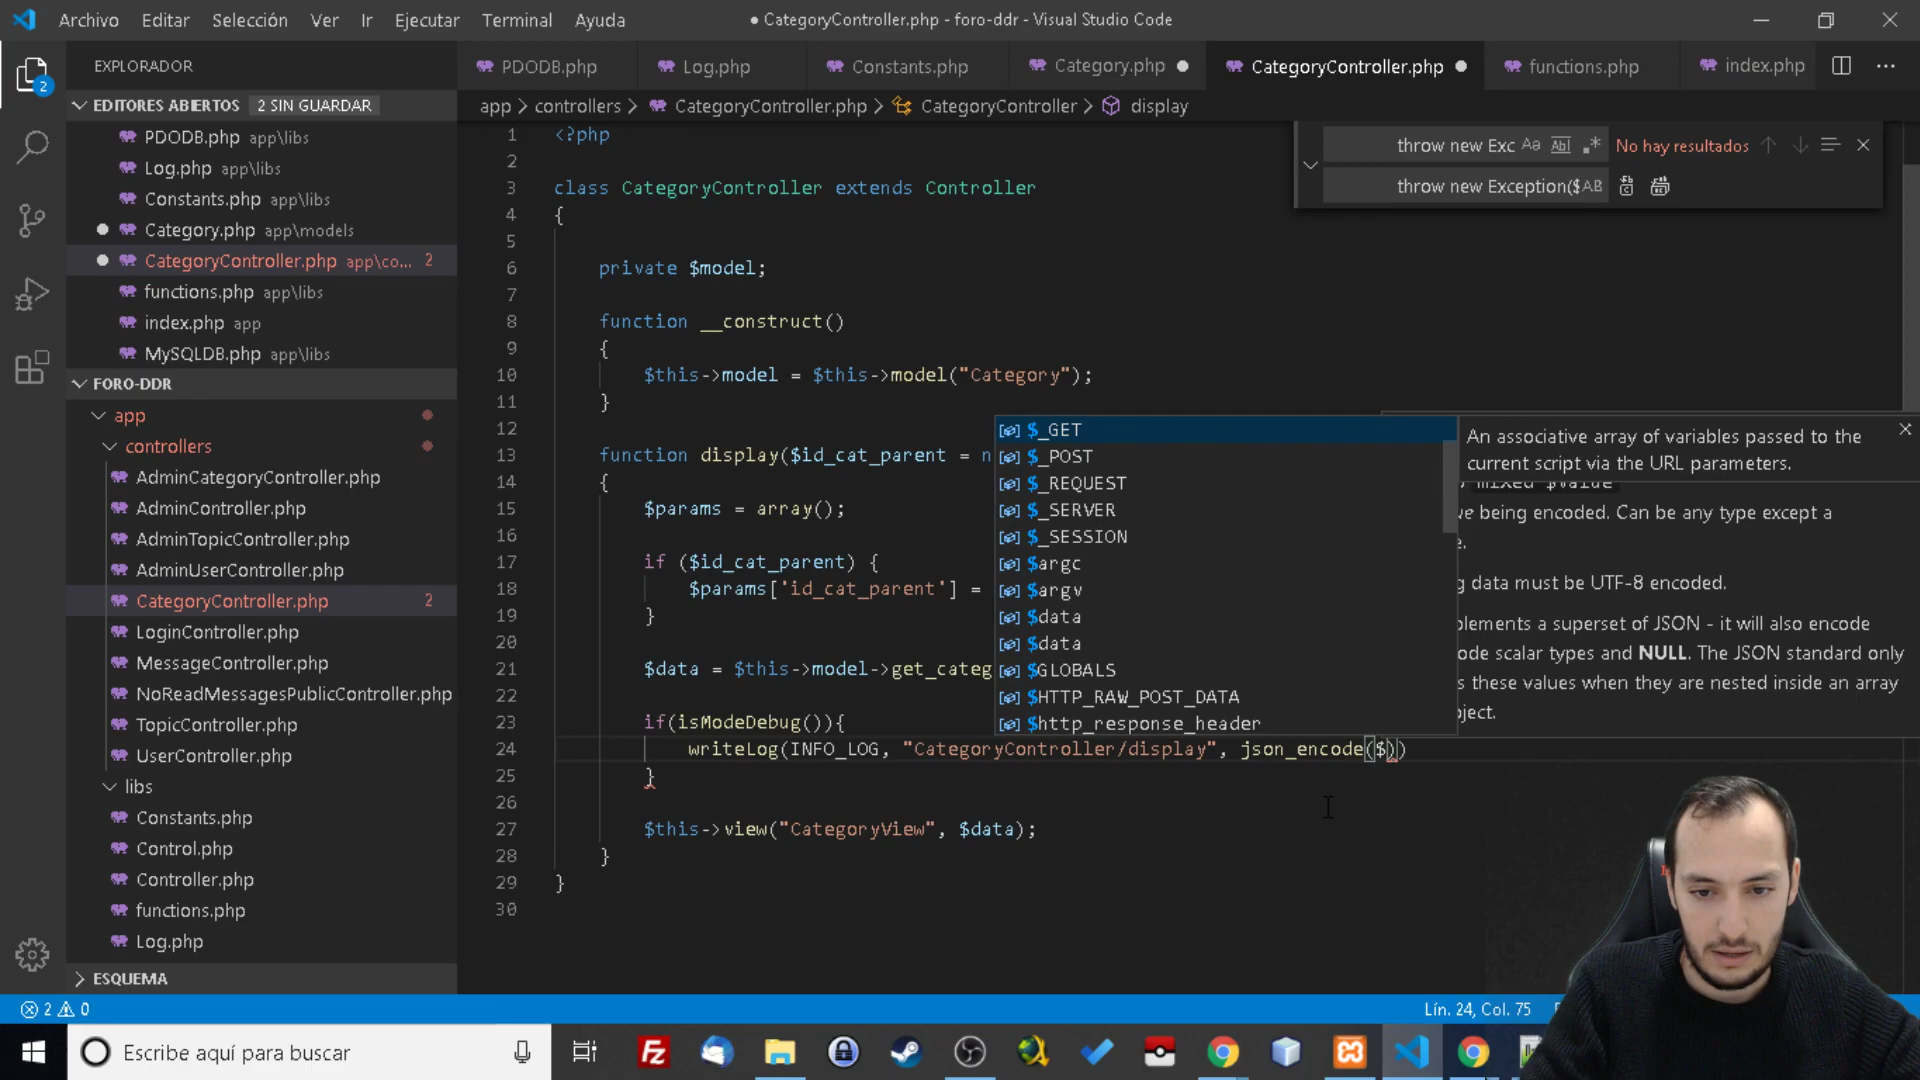 Archivo Editar Selección Ver Ir Ejecutar Terminal Ayuda
● CategoryController.php - foro-ddr - Visual Studio Code
EXPLORADOR
EDITORES ABIERTOS 2 SIN GUARDAR
PDODB.php app\libs
Log.php app\libs
Constants.php app\libs
Category.php app\models
CategoryController.php app\co... 2
functions.php app\libs
index.php app
MySQLDB.php app\libs
FORO-DDR
app
controllers
AdminCategoryController.php
AdminController.php
AdminTopicController.php
AdminUserController.php
CategoryController.php 2
LoginController.php
MessageController.php
NoReadMessagesPublicController.php
TopicController.php
UserController.php
libs
Constants.php
Control.php
Controller.php
functions.php
Log.php
ESQUEMA
PDODB.php Log.php Constants.php Category.php CategoryController.php functions.php index.php
app > controllers > CategoryController.php > CategoryController > display
throw new Exc Aa Abl .* No hay resultados
throw new Exception($ AB
1 <?php
2
3 class CategoryController extends Controller
4 {
5
6 private $model;
7
8 function __construct()
9 {
10 $this->model = $this->model("Category");
11 }
12
13 function display($id_cat_parent = n
14 {
15 $params = array();
16
17 if ($id_cat_parent) {
18 $params['id_cat_parent'] =
19 }
20
21 $data = $this->model->get_categ
22
23 if(isModeDebug()){
24 writeLog(INFO_LOG, "CategoryController/display", json_encode($))
25 }
26
27 $this->view("CategoryView", $data);
28 }
29 }
30
$_GET
$_POST
$_REQUEST
$_SERVER
$_SESSION
$argc
$argv
$data
$data
$GLOBALS
$HTTP_RAW_POST_DATA
$http_response_header
An associative array of variables passed to the
current script via the URL parameters.
mixed $value
being encoded. Can be any type except a
data must be UTF-8 encoded.
plements a superset of JSON - it will also encode
ode scalar types and NULL. The JSON standard only
s these values when they are nested inside an array
ject.
2 0
Lín. 24, Col. 75
Escribe aquí para buscar